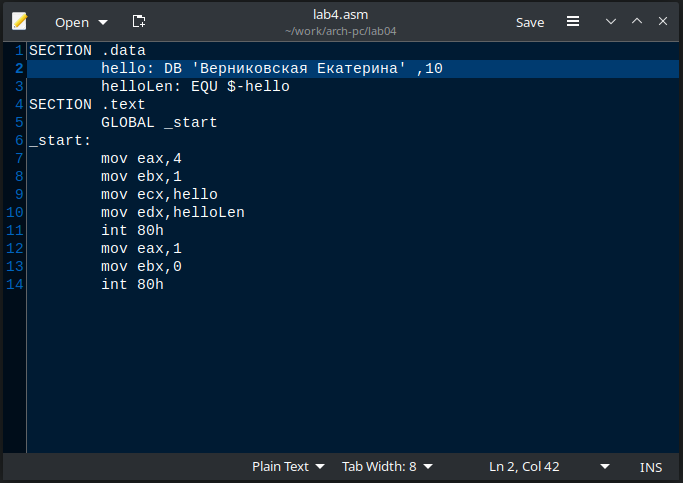 lab4.asm
Open
Save
~/work/arch-pc/lab04
1 SECTION .data
2 hello: DB 'Верниковская Екатерина' ,10
3 helloLen: EQU $-hello
4 SECTION .text
5 GLOBAL _start
6 _start:
7 mov eax,4
8 mov ebx,1
9 mov ecx,hello
10 mov edx,helloLen
11 int 80h
12 mov eax,1
13 mov ebx,0
14 int 80h
Plain Text Tab Width: 8 Ln 2, Col 42 INS